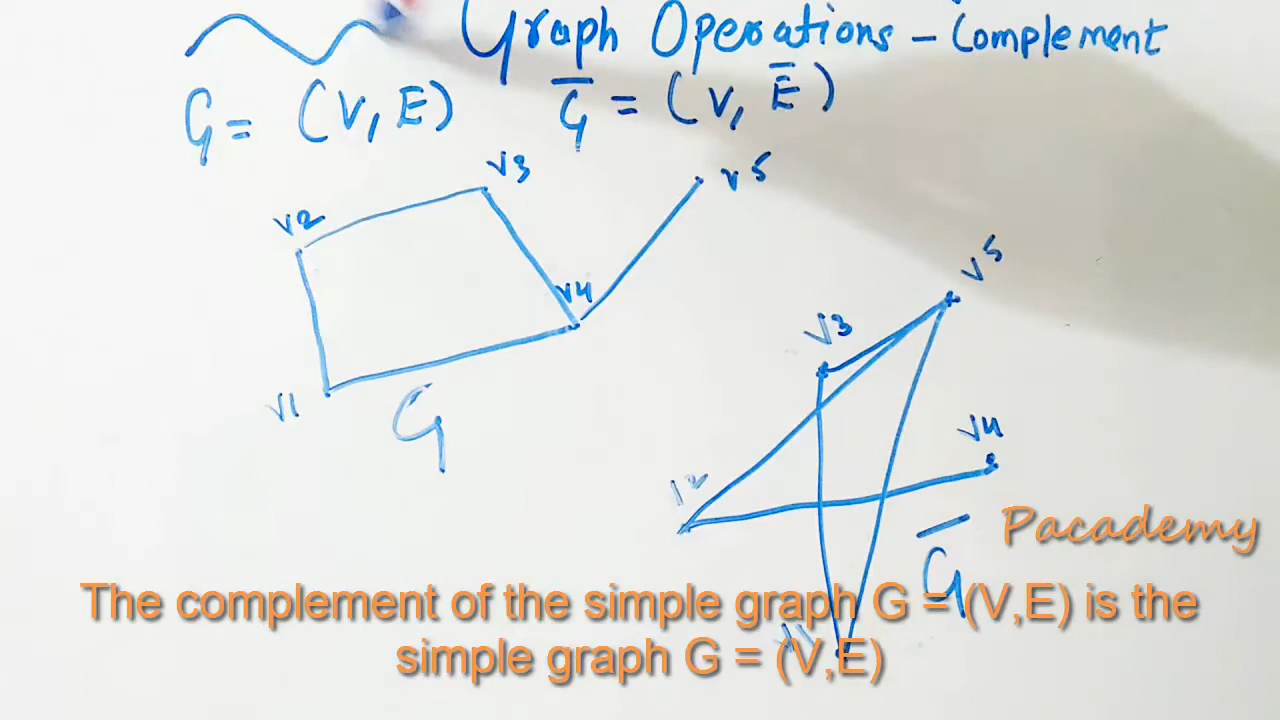 Graph Operations - Complement
G = (V, E)
G̅ = (V, E̅)
V3
V5
V2
V4
V1
G
V5
V3
V4
V2
Pacademy
G̅
The complement of the simple graph G = (V,E) is the
simple graph G = (V,E)
V1